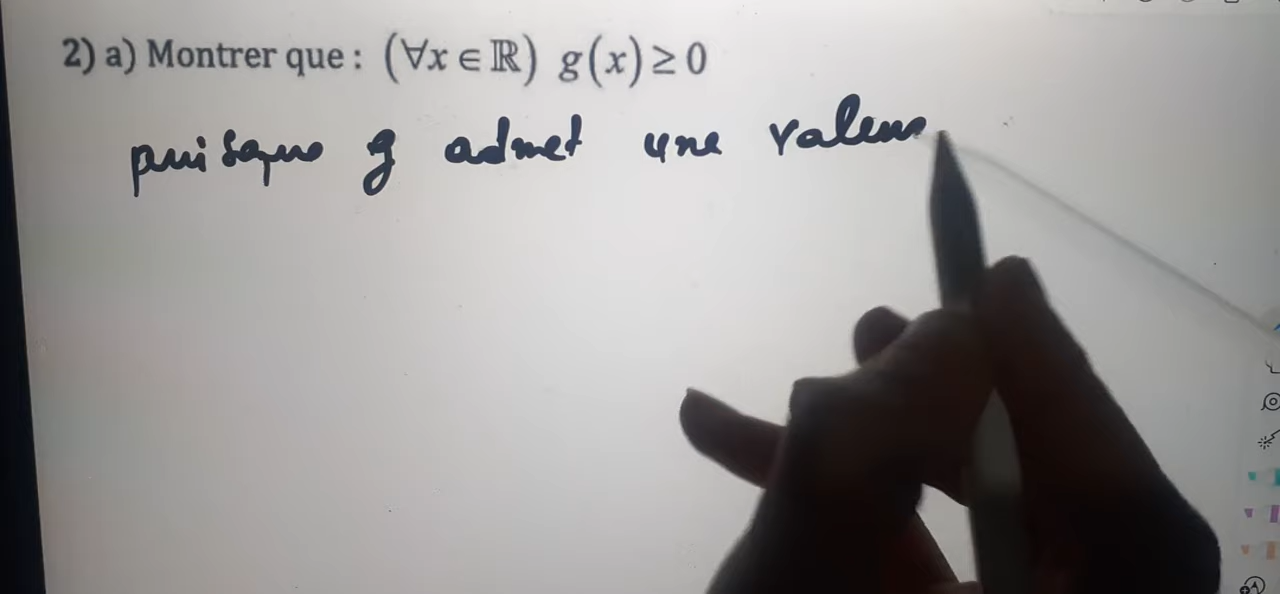 2) a) Montrer que : (∀x ∈ ℝ) g(x) ≥ 0
puisque g admet une valeur